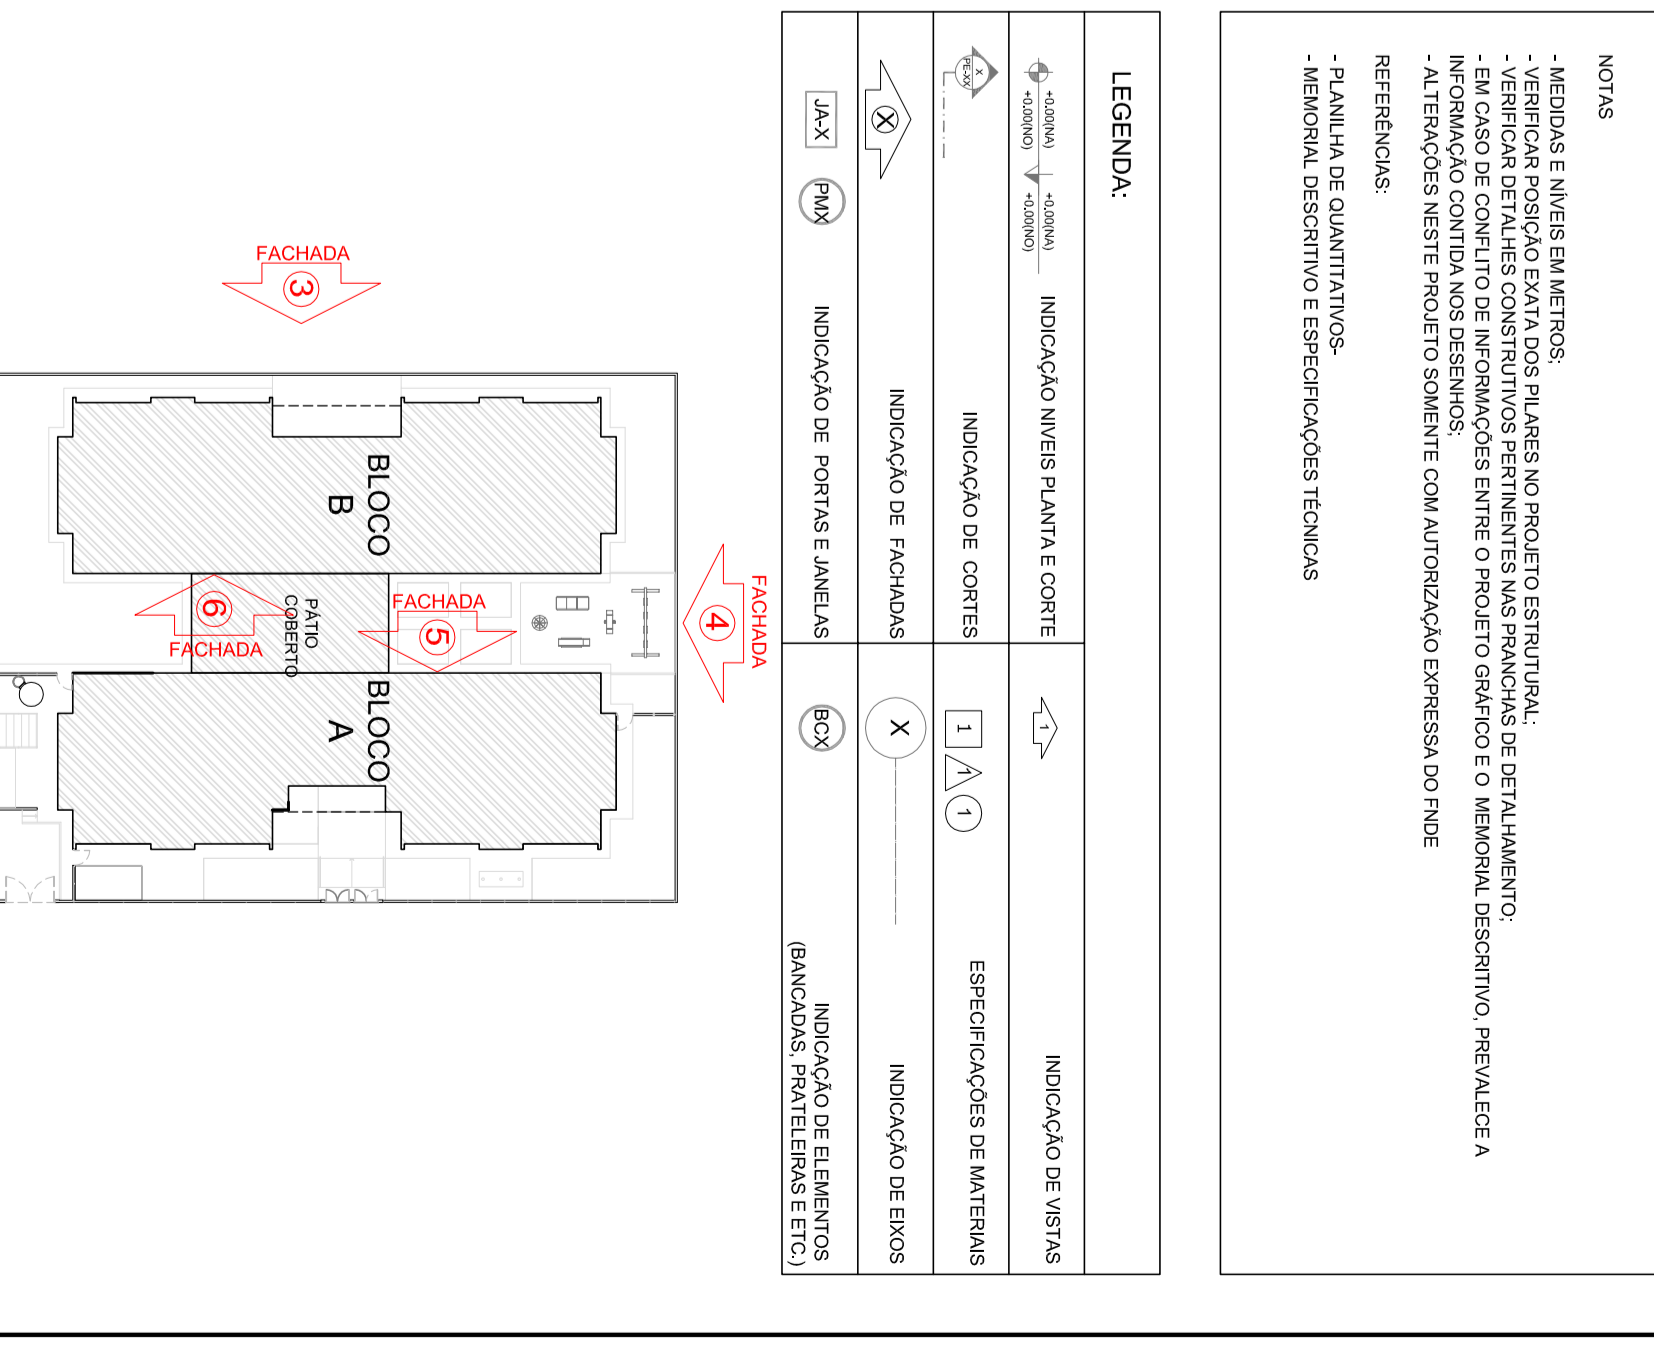 NOTAS
- MEDIDAS E NÍVEIS EM METROS;
- VERIFICAR POSIÇÃO EXATA DOS PILARES NO PROJETO ESTRUTURAL;
- VERIFICAR DETALHES CONSTRUTIVOS PERTINENTES NAS PRANCHAS DE DETALHAMENTO;
- EM CASO DE CONFLITO DE INFORMAÇÕES ENTRE O PROJETO GRÁFICO E O MEMORIAL DESCRITIVO, PREVALECE A
INFORMAÇÃO CONTIDA NOS DESENHOS;
- ALTERAÇÕES NESTE PROJETO SOMENTE COM AUTORIZAÇÃO EXPRESSA DO FNDE
REFERÊNCIAS:
- PLANILHA DE QUANTITATIVOS-
- MEMORIAL DESCRITIVO E ESPECIFICAÇÕES TÉCNICAS
LEGENDA:
+0.00(NA) +0.00(NA)
+0.00(NO) +0.00(NO)
INDICAÇÃO NIVEIS PLANTA E CORTE
1
INDICAÇÃO DE VISTAS
X
PE-XX
INDICAÇÃO DE CORTES
1 1 1
ESPECIFICAÇÕES DE MATERIAIS
X
INDICAÇÃO DE FACHADAS
X
INDICAÇÃO DE EIXOS
JA-X PMX
INDICAÇÃO DE PORTAS E JANELAS
BCX
INDICAÇÃO DE ELEMENTOS
(BANCADAS, PRATELEIRAS E ETC.)
FACHADA
4
FACHADA
3
BLOCO
B
FACHADA
5
PÁTIO
COBERTO
6
FACHADA
BLOCO
A